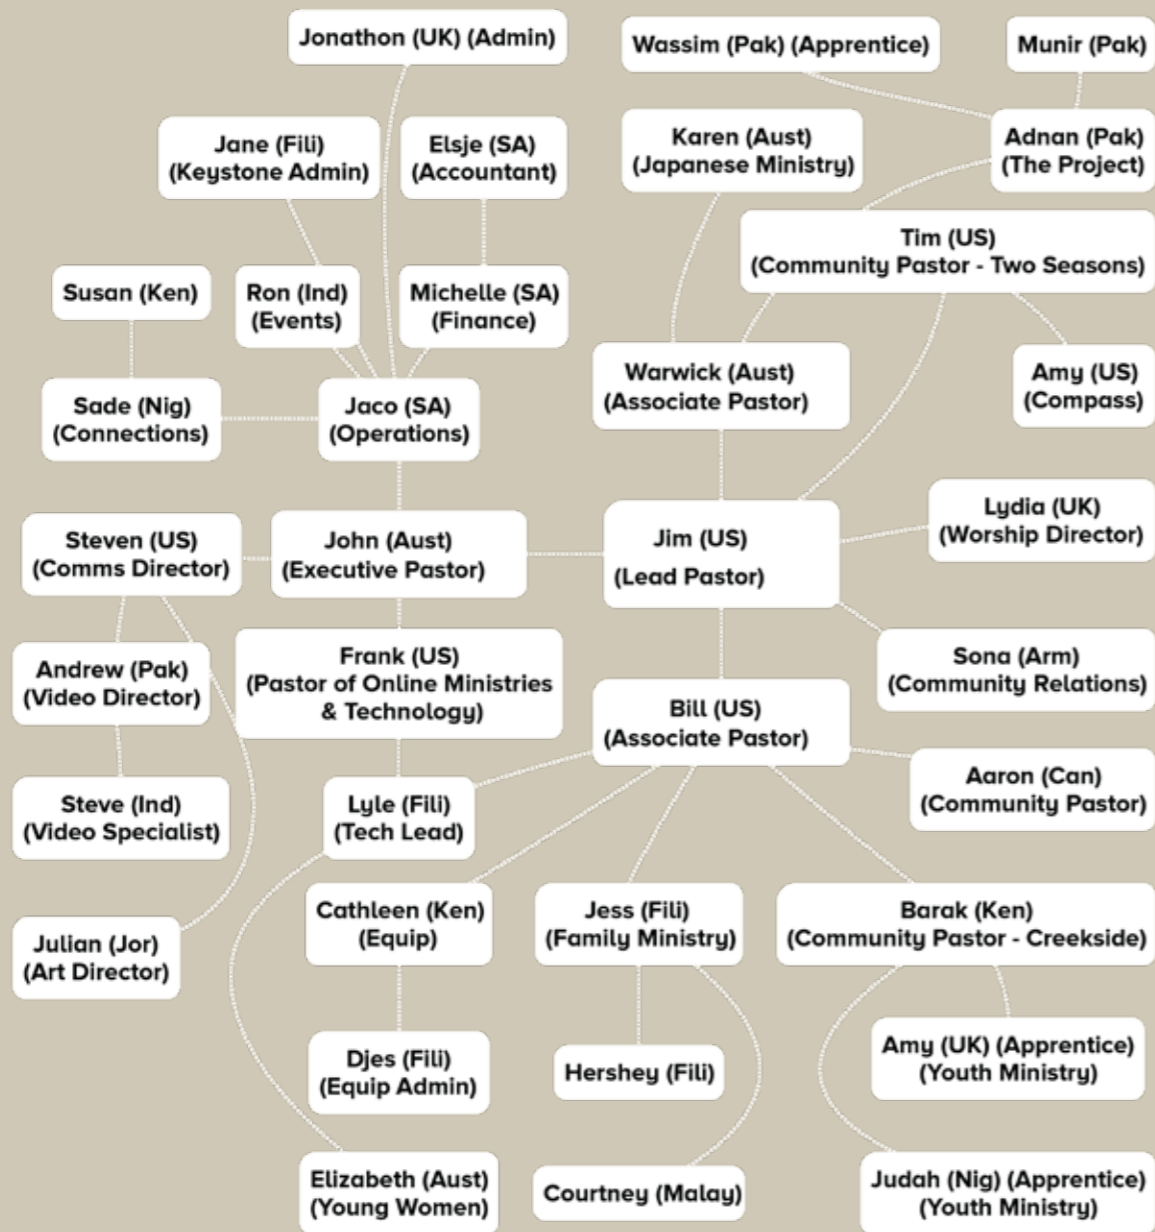 Jonathon (UK) (Admin)
Wassim (Pak) (Apprentice)
Munir (Pak)
Jane (Fili)
(Keystone Admin)
Elsje (SA)
(Accountant)
Karen (Aust)
(Japanese Ministry)
Adnan (Pak)
(The Project)
Tim (US)
(Community Pastor - Two Seasons)
Susan (Ken)
Ron (Ind)
(Events)
Michelle (SA)
(Finance)
Warwick (Aust)
(Associate Pastor)
Amy (US)
(Compass)
Sade (Nig)
(Connections)
Jaco (SA)
(Operations)
Lydia (UK)
(Worship Director)
Steven (US)
(Comms Director)
John (Aust)
(Executive Pastor)
Jim (US)
(Lead Pastor)
Andrew (Pak)
(Video Director)
Frank (US)
(Pastor of Online Ministries
& Technology)
Sona (Arm)
(Community Relations)
Bill (US)
(Associate Pastor)
Aaron (Can)
(Community Pastor)
Steve (Ind)
(Video Specialist)
Lyle (Fili)
(Tech Lead)
Cathleen (Ken)
(Equip)
Jess (Fili)
(Family Ministry)
Barak (Ken)
(Community Pastor - Creekside)
Julian (Jor)
(Art Director)
Djes (Fili)
(Equip Admin)
Hershey (Fili)
Amy (UK) (Apprentice)
(Youth Ministry)
Elizabeth (Aust)
(Young Women)
Courtney (Malay)
Judah (Nig) (Apprentice)
(Youth Ministry)